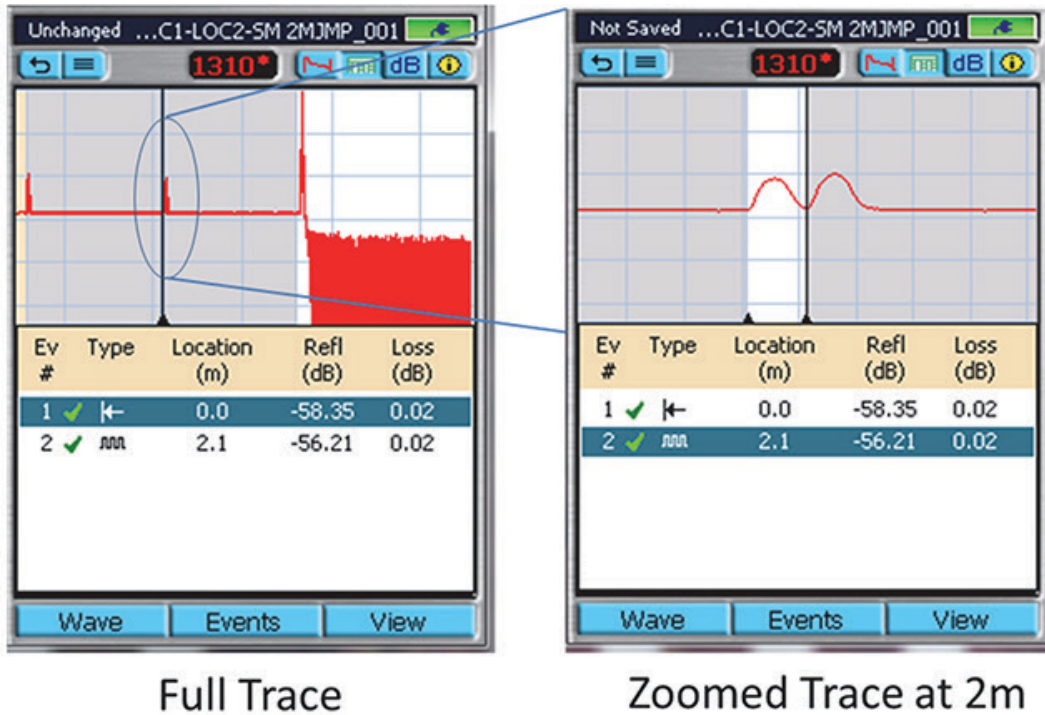 Unchanged ...C1-LOC2-SM 2MJMP_001
1310* dB i
Ev Type Location Refl Loss
# (m) (dB) (dB)
1 0.0 -58.35 0.02
2 2.1 -56.21 0.02
Wave Events View
Full Trace
Not Saved ...C1-LOC2-SM 2MJMP_001
1310* dB i
Ev Type Location Refl Loss
# (m) (dB) (dB)
1 0.0 -58.35 0.02
2 2.1 -56.21 0.02
Wave Events View
Zoomed Trace at 2m